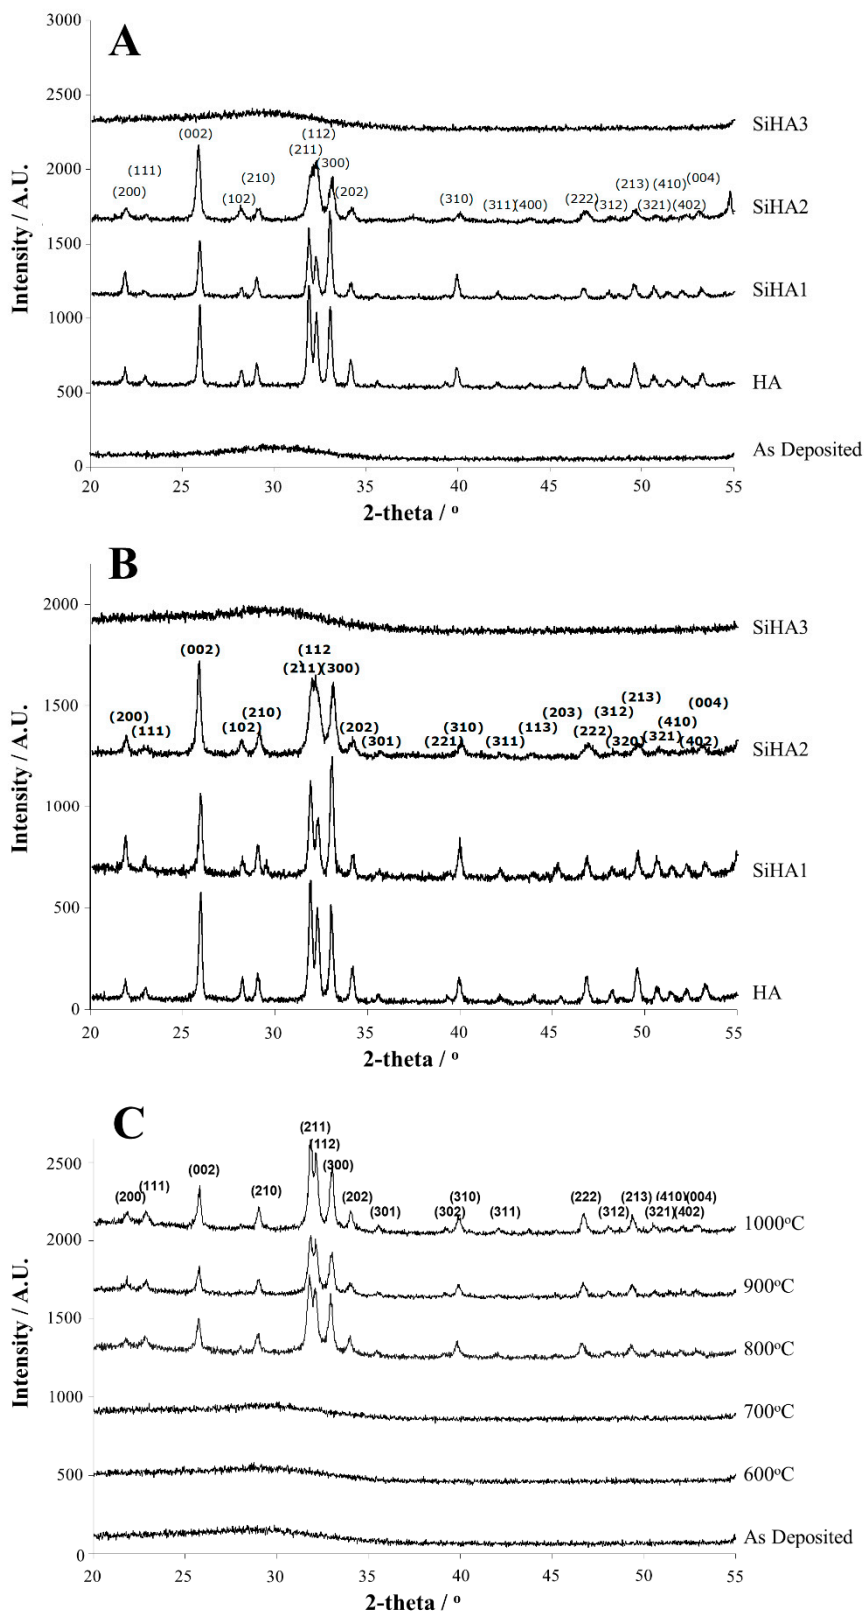 A
3000
2500
2000
1500
1000
500
0
Intensity / A.U.
SiHA3
(112)
(002)
(211)
(111)
(300)
(210)
(200)
(202)
(102)
(004)
(213)
(410)
(310)
(222)
(311)
(400)
(312)
(321)
(402)
SiHA2
SiHA1
HA
As Deposited
20 25 30 35 40 45 50 55
2-theta / °
B
2000
1500
1000
500
0
Intensity / A.U.
SiHA3
(112
(002)
(211)
(300)
(200)
(111)
(210)
(102)
(202)
(301)
(221)
(310)
(311)
(113)
(203)
(222)
(312)
(320)
(213)
(321)
(410)
(402)
(004)
SiHA2
SiHA1
HA
20 25 30 35 40 45 50 55
2-theta / °
C
2500
2000
1500
1000
500
0
Intensity / A.U.
(211)
(112)
(002)
(300)
(111)
(200)
(210)
(202)
(301)
(310)
(302)
(311)
(222)
(312)
(213)
(321)
(410)
(402)
(004)
1000°C
900°C
800°C
700°C
600°C
As Deposited
20 25 30 35 40 45 50 55
2-theta / °